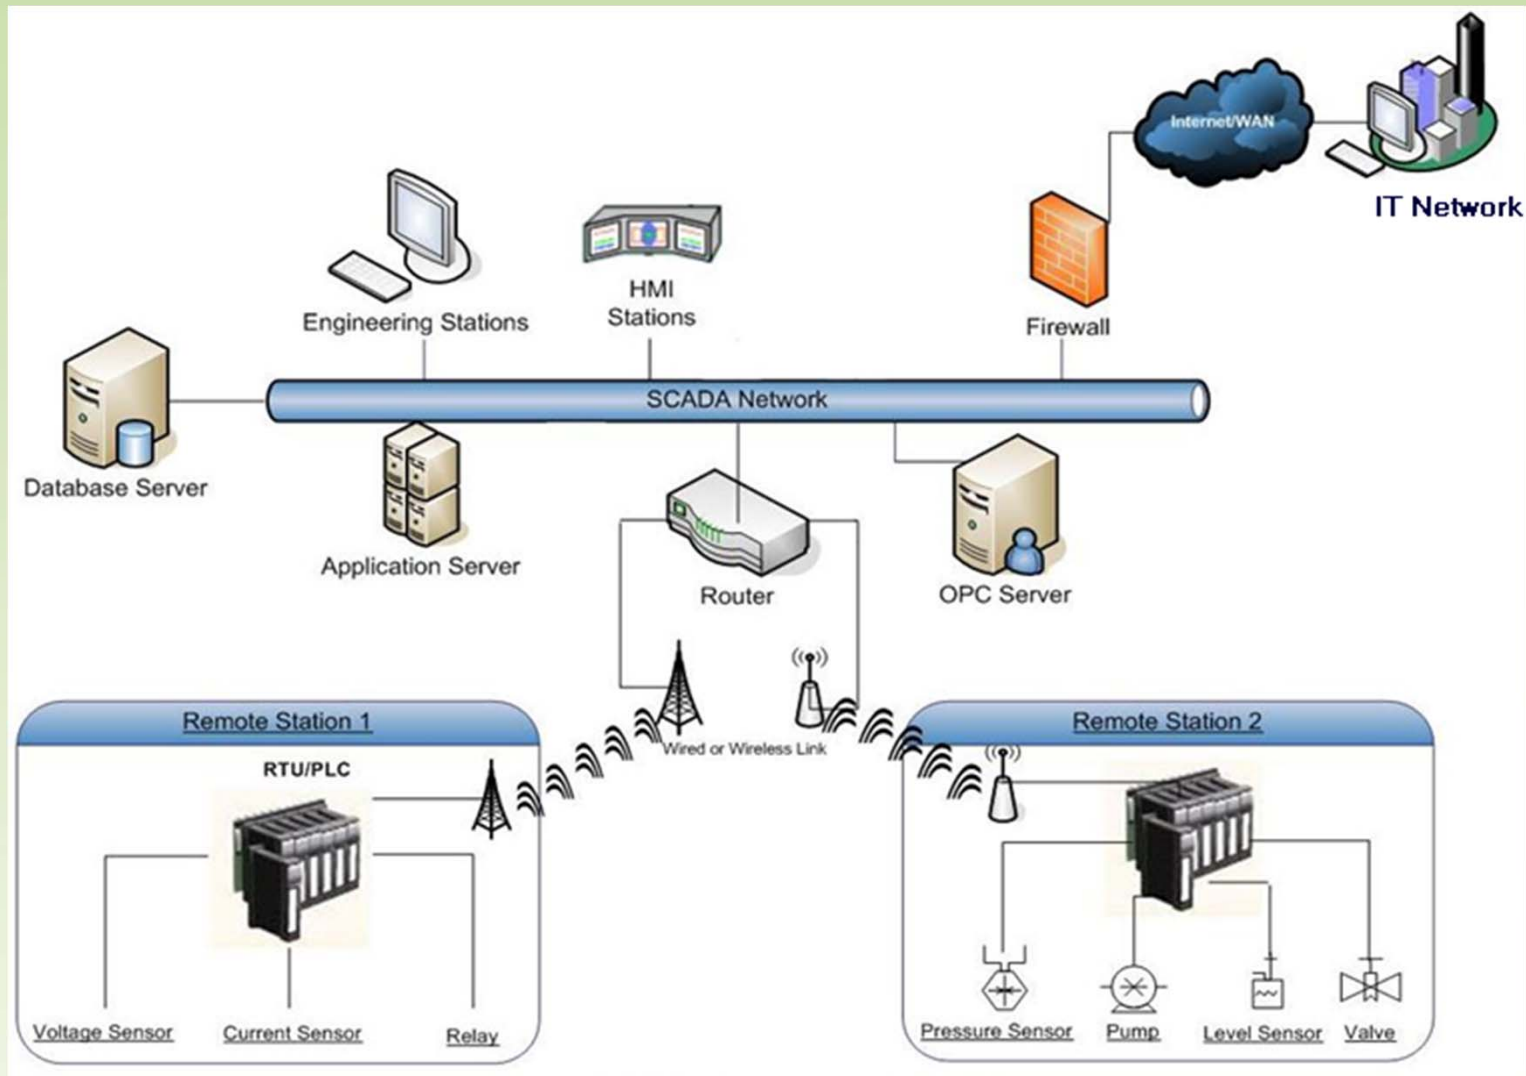 Internet/WAN
IT Network
Engineering Stations
HMI
Stations
Firewall
SCADA Network
Database Server
Application Server
Router
OPC Server
Wired or Wireless Link
Remote Station 1
RTU/PLC
Voltage Sensor
Current Sensor
Relay
Remote Station 2
Pressure Sensor
Pump
Level Sensor
Valve